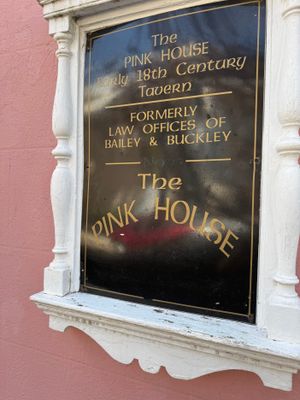 The
PINK HOUSE
Early 18th Century
Tavern
FORMERLY
LAW OFFICES OF
BAILEY & BUCKLEY
The
PINK HOUSE